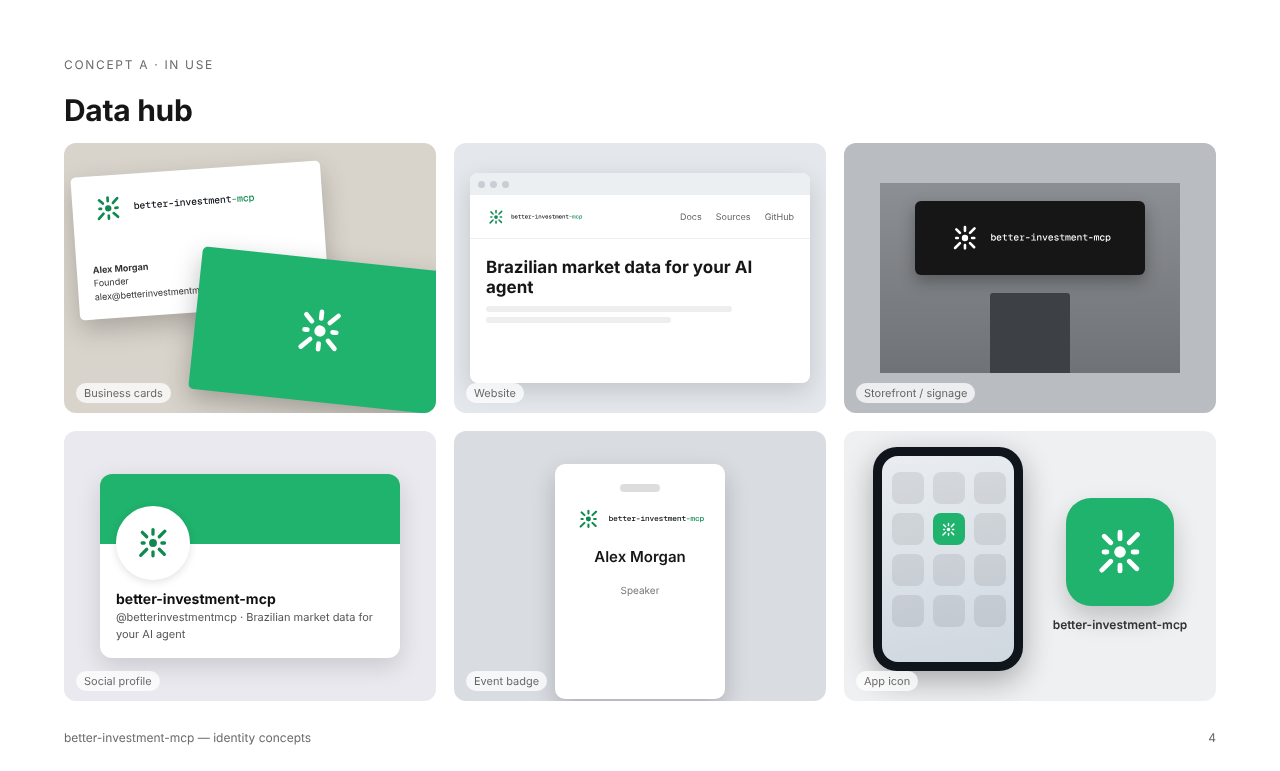 CONCEPT A · IN USE
Data hub
better-investment-mcp
Alex Morgan
Founder
Business cards
better-investment-mcp
Docs
Sources
GitHub
Brazilian market data for your AI
agent
Website
better-investment-mcp
Storefront / signage
better-investment-mcp
@betterinvestmentmcp · Brazilian market data for
your AI agent
Social profile
better-investment-mcp
Alex Morgan
Speaker
Event badge
better-investment-mcp
App icon
better-investment-mcp — identity concepts
4